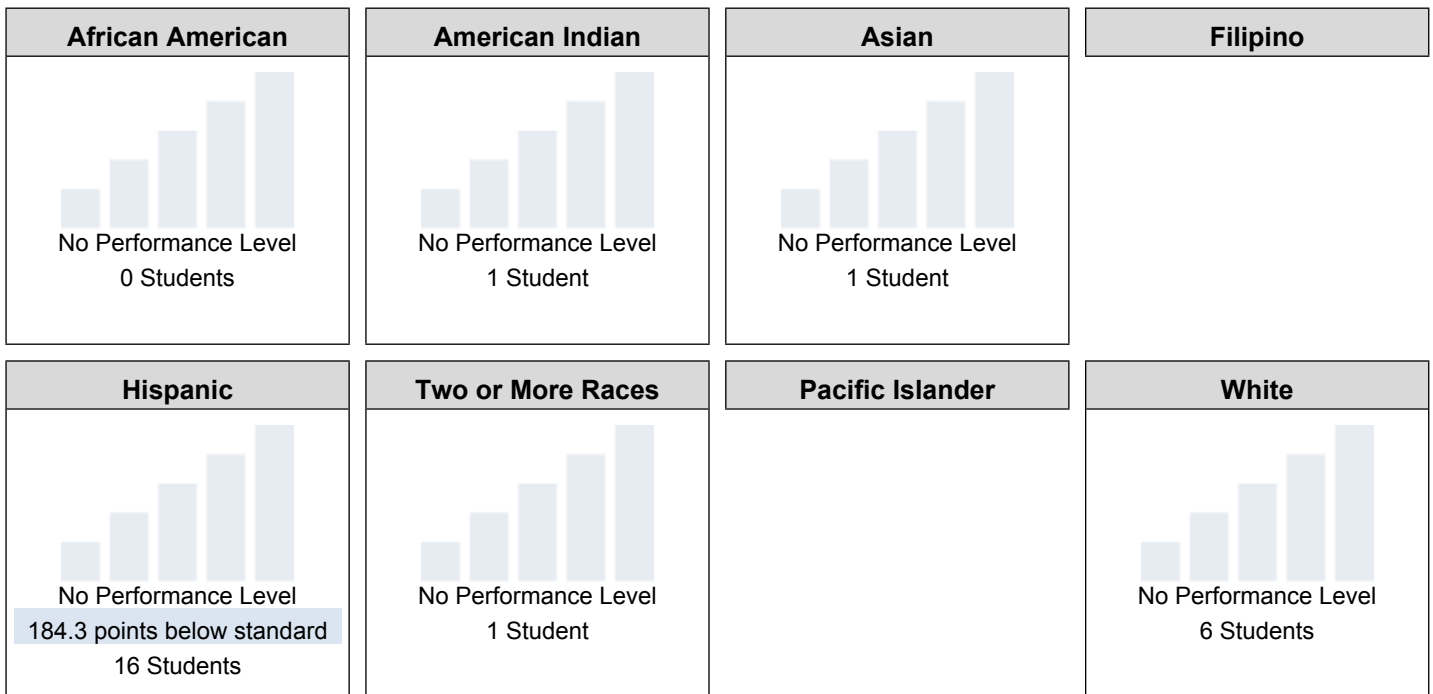 African American
No Performance Level
0 Students
American Indian
No Performance Level
1 Student
Asian
No Performance Level
1 Student
Filipino
Hispanic
No Performance Level
184.3 points below standard
16 Students
Two or More Races
No Performance Level
1 Student
Pacific Islander
White
No Performance Level
6 Students